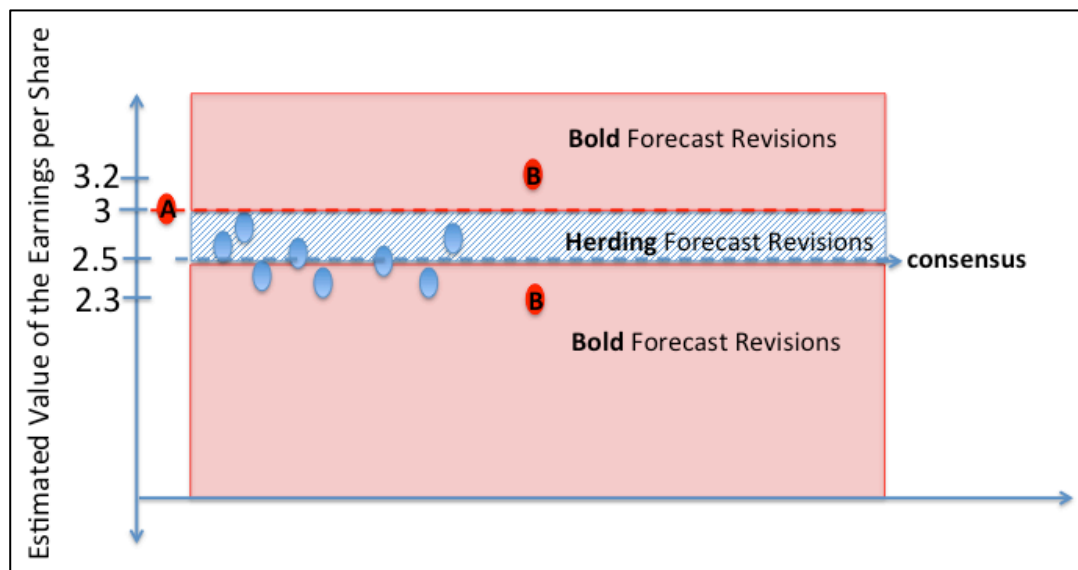 Estimated Value of the Earnings per Share
Bold Forecast Revisions
3.2
B
A
3
Herding Forecast Revisions
2.5
consensus
2.3
B
Bold Forecast Revisions